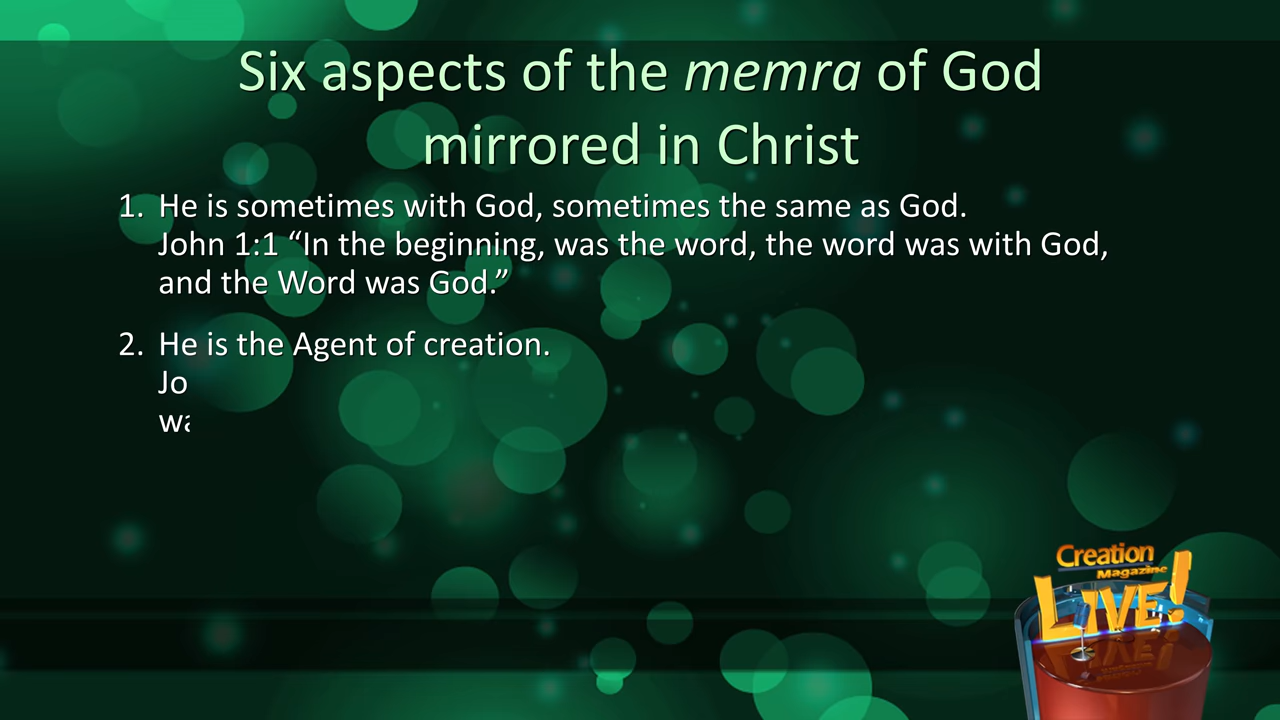 Six aspects of the memra of God
mirrored in Christ
1. He is sometimes with God, sometimes the same as God.
John 1:1 “In the beginning, was the word, the word was with God,
and the Word was God.”
2. He is the Agent of creation.
Jo
wa
Creation
Magazine
LIVE!